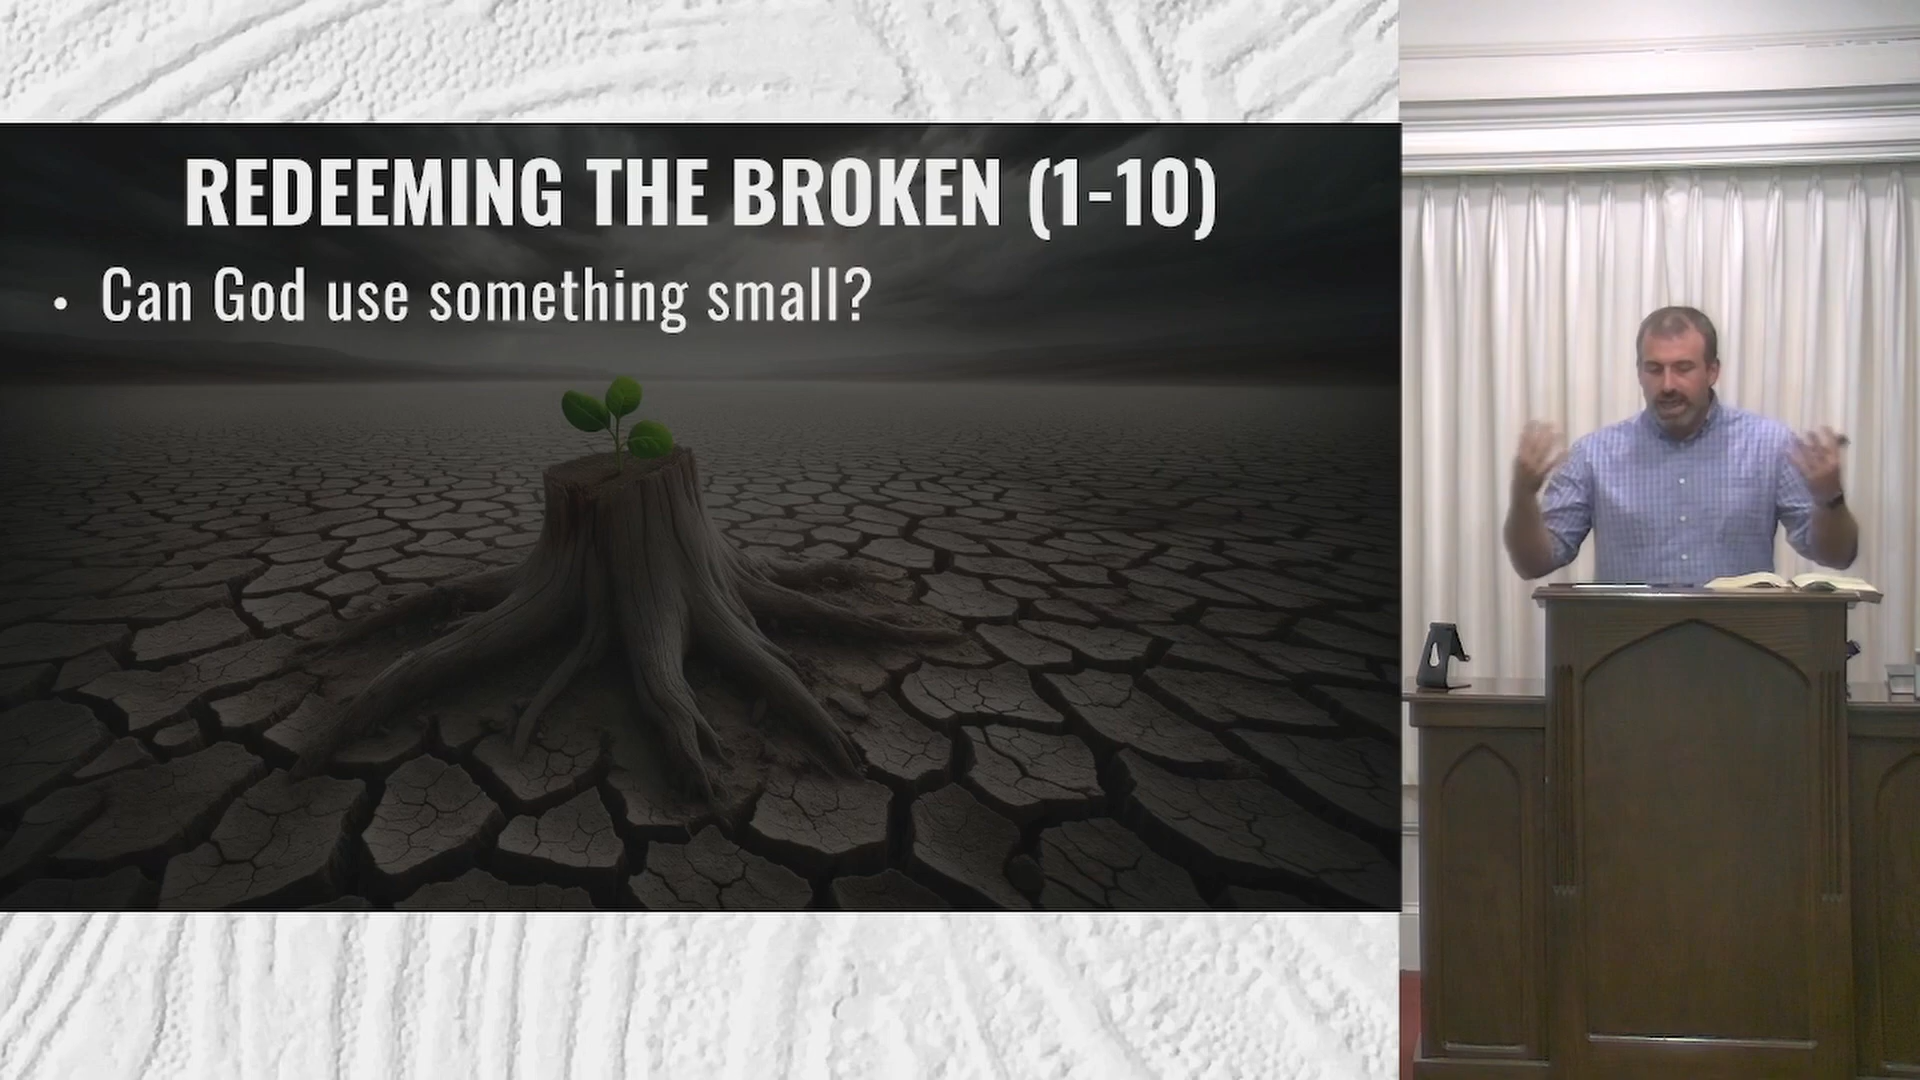 REDEEMING THE BROKEN (1-10)
• Can God use something small?